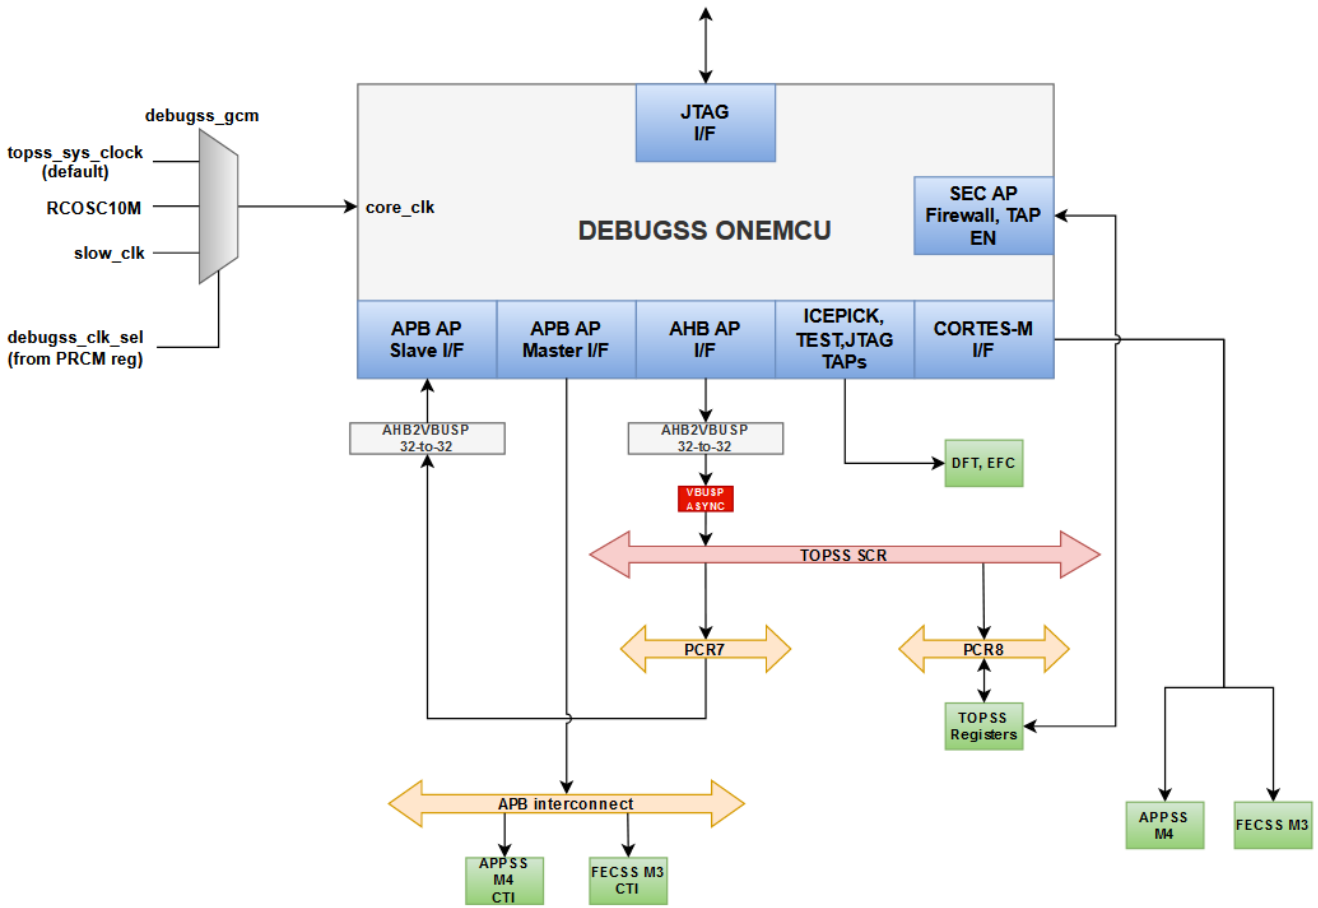 JTAG
I/F
debugss_gcm
topss_sys_clock
(default)
RCOSC10M
slow_clk
debugss_clk_sel
(from PRCM reg)
core_clk
DEBUGSS ONEMCU
SEC AP
Firewall, TAP
EN
APB AP
Slave I/F
APB AP
Master I/F
AHB AP
I/F
ICEPICK,
TEST,JTAG
TAPs
CORTES-M
I/F
AHB2VBUSP
32-to-32
AHB2VBUSP
32-to-32
VBUSP
ASYNC
DFT, EFC
TOPSS SCR
PCR7
PCR8
TOPSS
Registers
APB interconnect
APPSS
M4
CTI
FECSS M3
CTI
APPSS
M4
FECSS M3